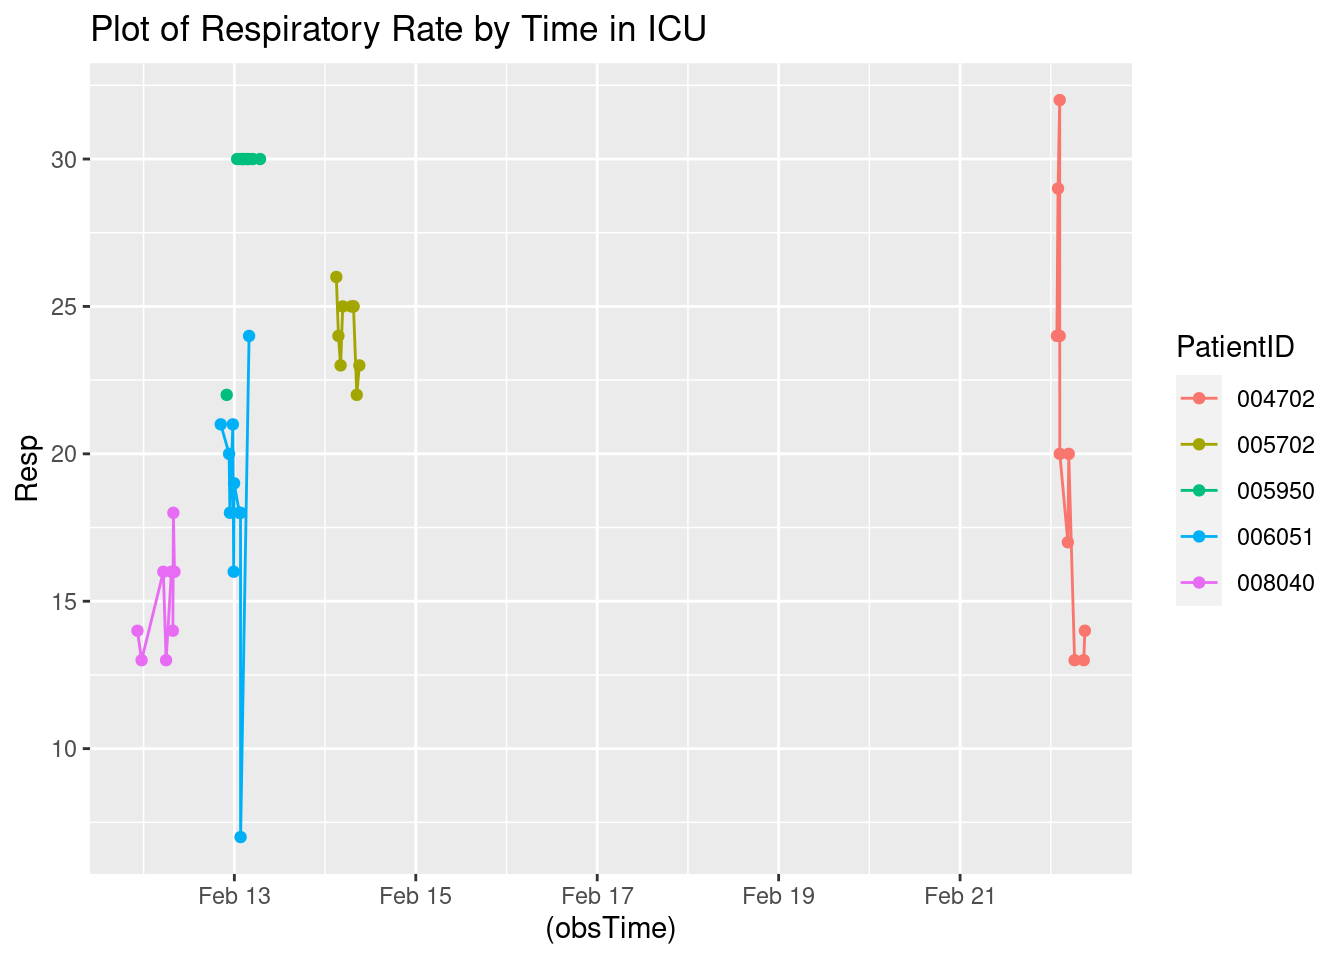 Plot of Respiratory Rate by Time in ICU
30
25
20
15
10
Resp
Feb 13
Feb 15
Feb 17
Feb 19
Feb 21
(obsTime)
PatientID
004702
005702
005950
006051
008040